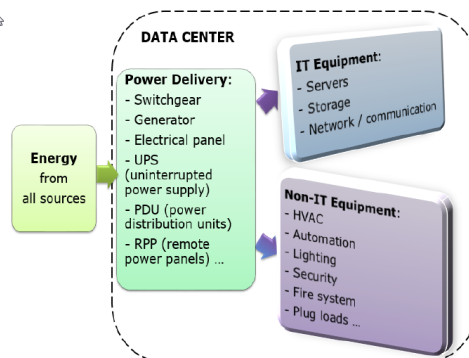 DATA CENTER
Energy
from
all sources
Power Delivery:
- Switchgear
- Generator
- Electrical panel
- UPS
(uninterrupted
power supply)
- PDU (power
distribution units)
- RPP (remote
power panels) ...
IT Equipment:
- Servers
- Storage
- Network / communication
Non-IT Equipment:
- HVAC
- Automation
- Lighting
- Security
- Fire system
- Plug loads ...